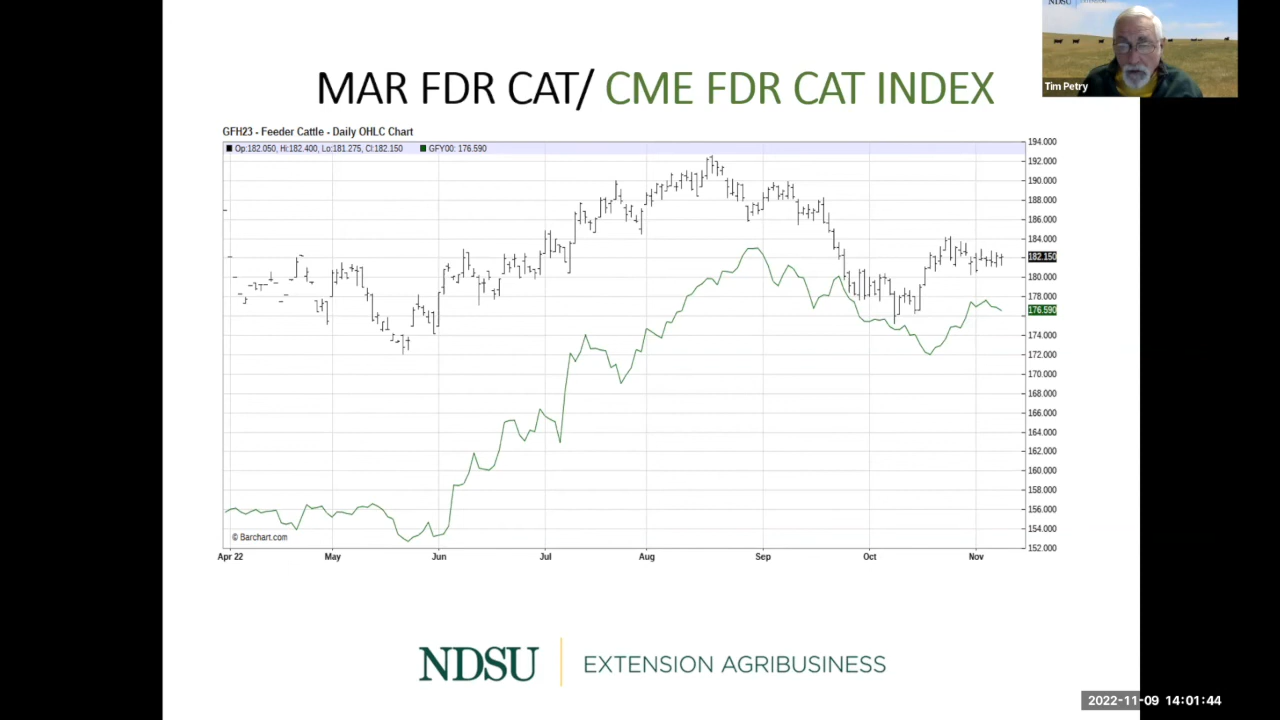 NDSU
Tim Petry
MAR FDR CAT/ CME FDR CAT INDEX
GFH23 - Feeder Cattle - Daily OHLC Chart
Op:182.050, Hi:182.400, Lo:181.275, Cl:182.150 GFY00: 176.590
194.000
192.000
190.000
188.000
186.000
184.000
182.150
180.000
178.000
176.590
174.000
172.000
170.000
168.000
166.000
164.000
162.000
160.000
158.000
156.000
154.000
152.000
© Barchart.com
Apr 22 May Jun Jul Aug Sep Oct Nov
NDSU EXTENSION AGRIBUSINESS
2022-11-09 14:01:44